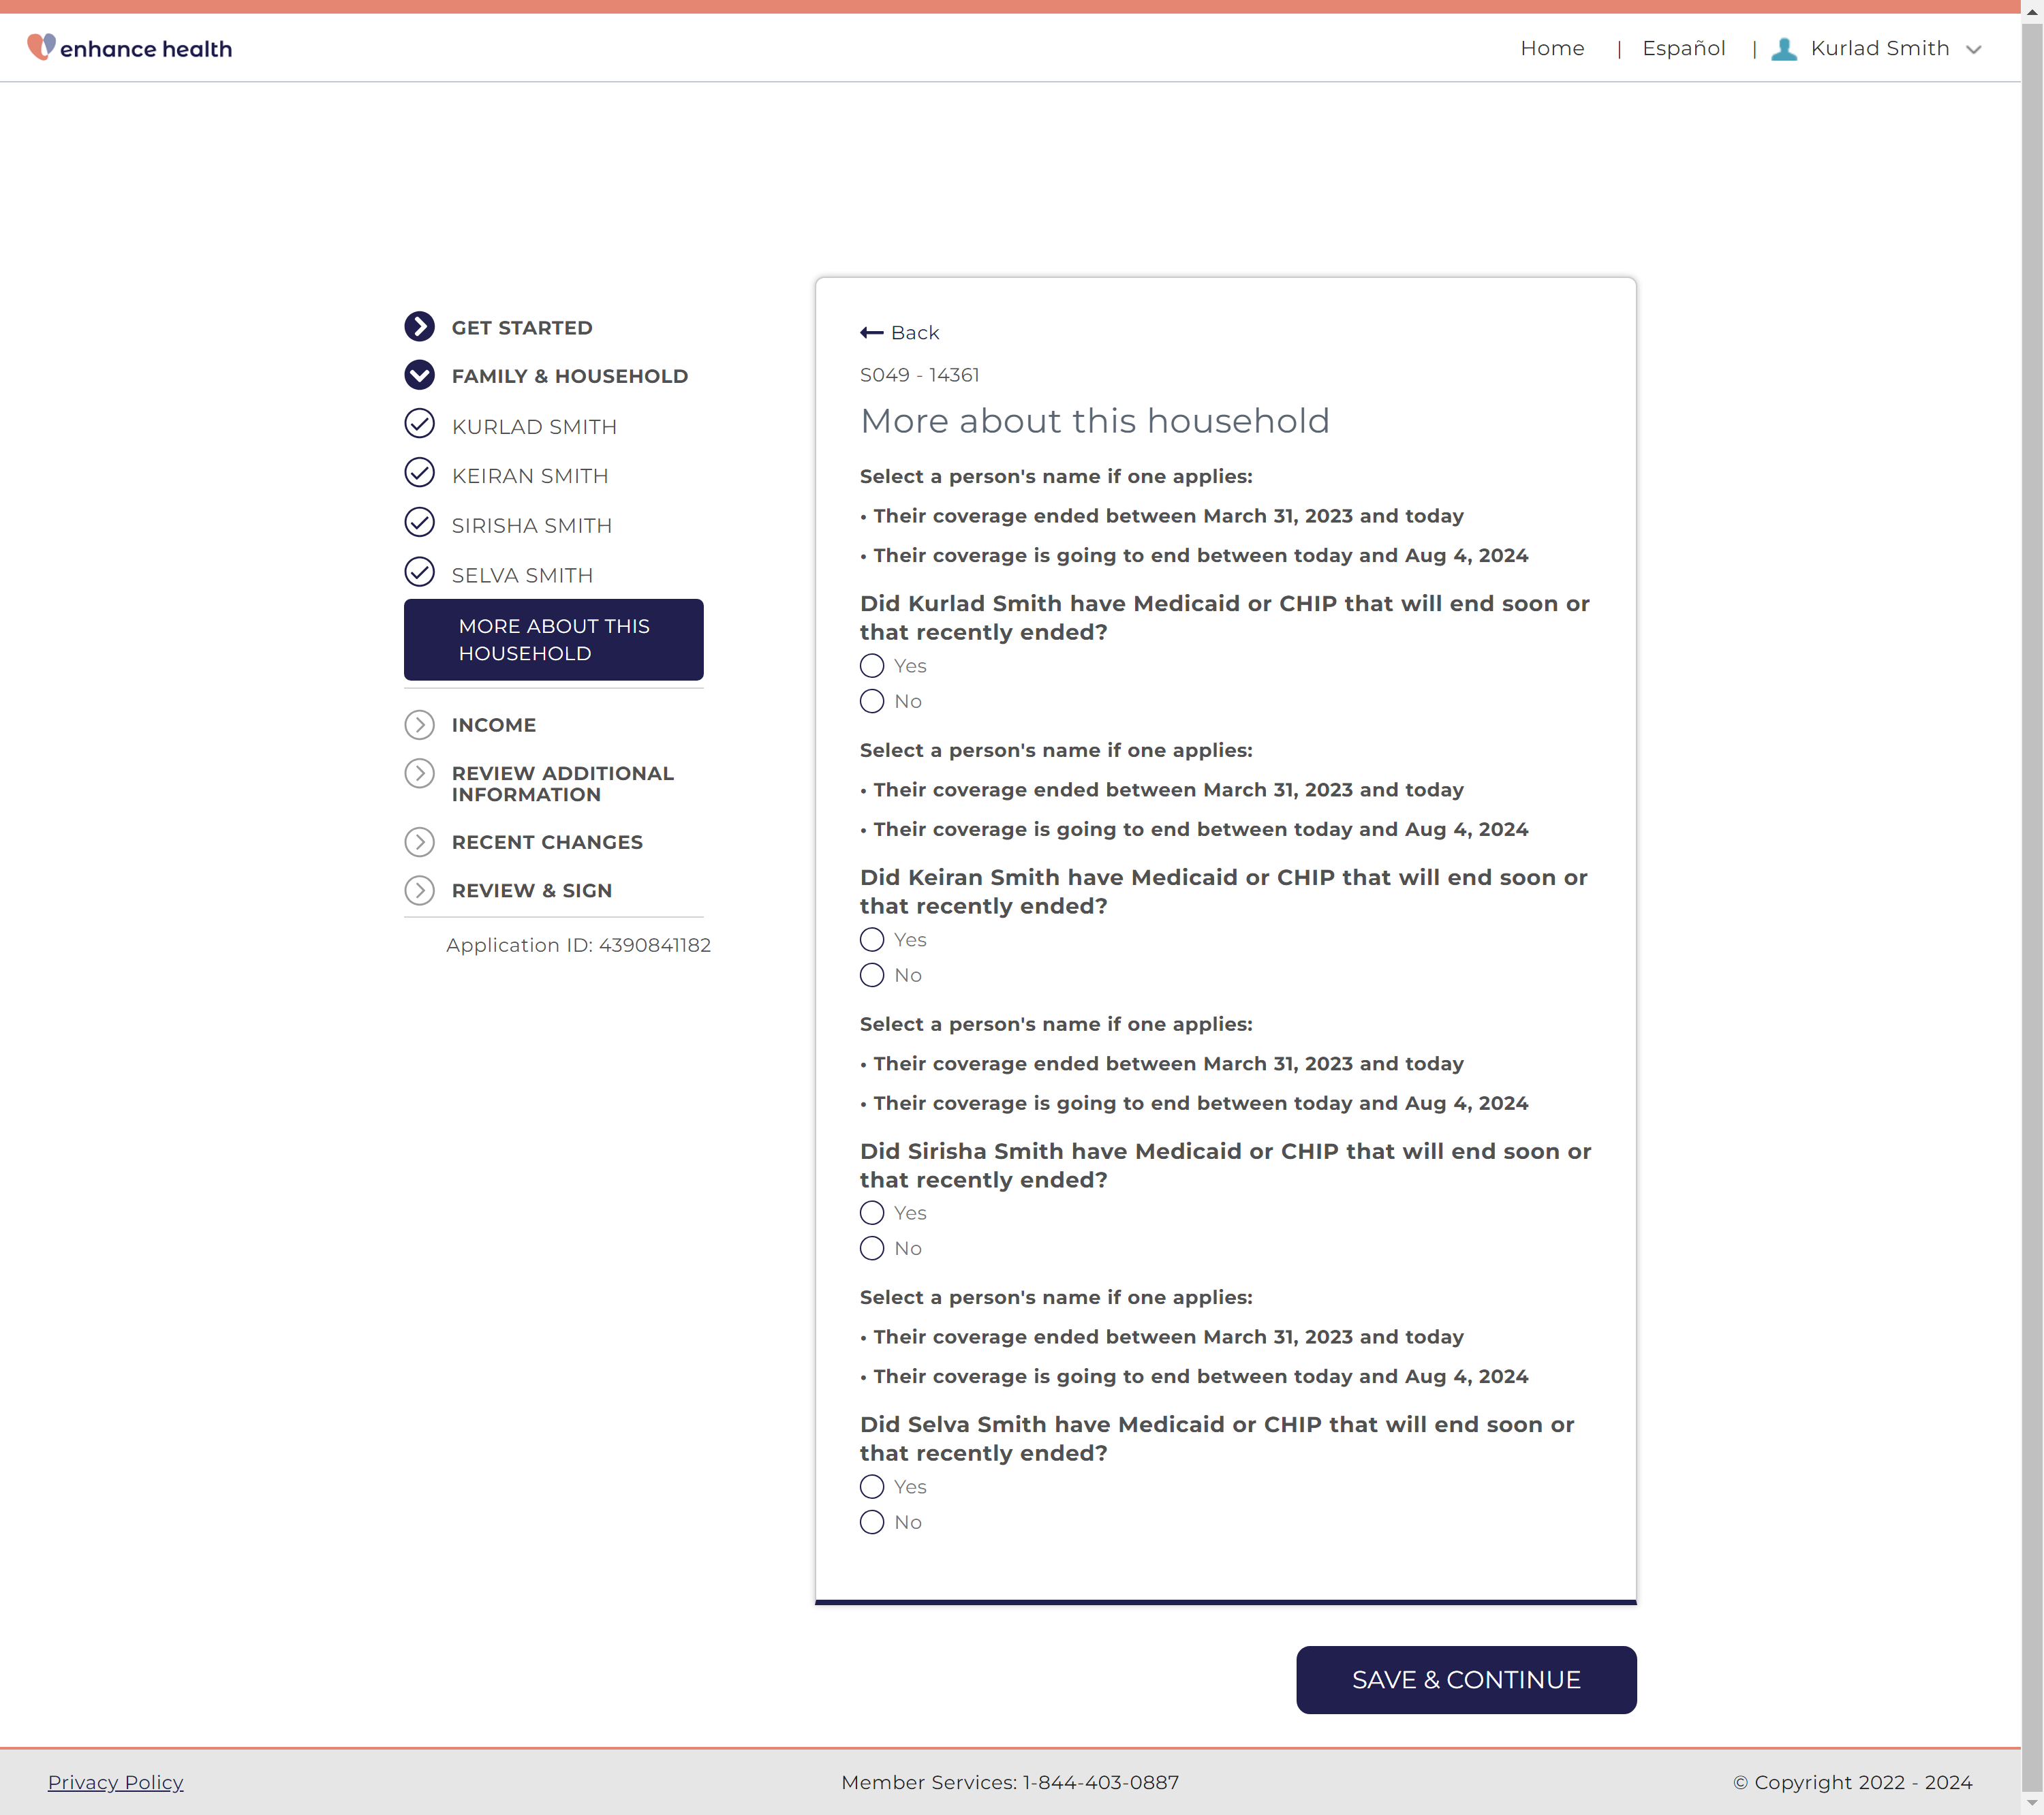 enhance health
Home | Español | Kurlad Smith
GET STARTED
FAMILY & HOUSEHOLD
KURLAD SMITH
KEIRAN SMITH
SIRISHA SMITH
SELVA SMITH
MORE ABOUT THIS
HOUSEHOLD
INCOME
REVIEW ADDITIONAL
INFORMATION
RECENT CHANGES
REVIEW & SIGN
Application ID: 4390841182
Back
S049 - 14361
More about this household
Select a person's name if one applies:
• Their coverage ended between March 31, 2023 and today
• Their coverage is going to end between today and Aug 4, 2024
Did Kurlad Smith have Medicaid or CHIP that will end soon or
that recently ended?
Yes
No
Select a person's name if one applies:
• Their coverage ended between March 31, 2023 and today
• Their coverage is going to end between today and Aug 4, 2024
Did Keiran Smith have Medicaid or CHIP that will end soon or
that recently ended?
Yes
No
Select a person's name if one applies:
• Their coverage ended between March 31, 2023 and today
• Their coverage is going to end between today and Aug 4, 2024
Did Sirisha Smith have Medicaid or CHIP that will end soon or
that recently ended?
Yes
No
Select a person's name if one applies:
• Their coverage ended between March 31, 2023 and today
• Their coverage is going to end between today and Aug 4, 2024
Did Selva Smith have Medicaid or CHIP that will end soon or
that recently ended?
Yes
No
SAVE & CONTINUE
Privacy Policy
Member Services: 1-844-403-0887
© Copyright 2022 - 2024